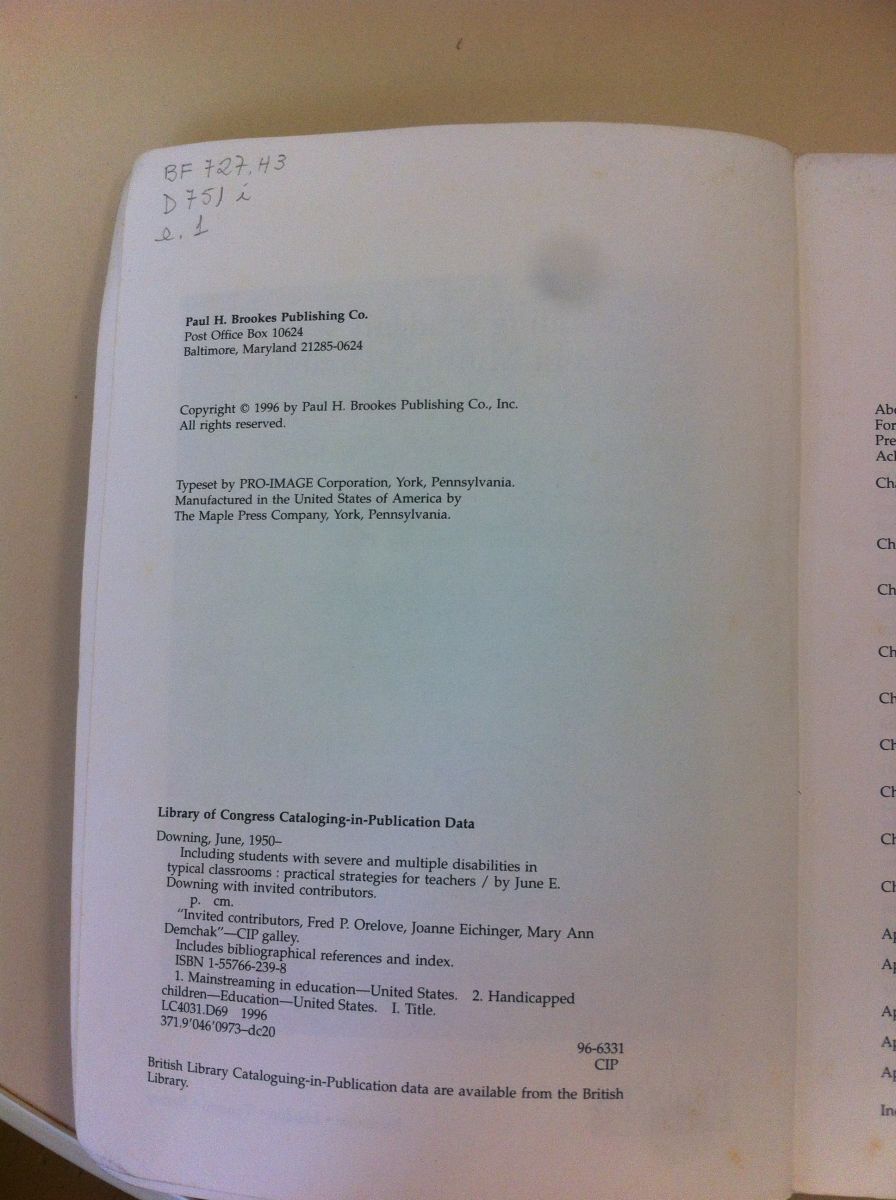 BF 727.H3
D 751 i
e. 1
Paul H. Brookes Publishing Co.
Post Office Box 10624
Baltimore, Maryland 21285-0624
Copyright © 1996 by Paul H. Brookes Publishing Co., Inc.
All rights reserved.
Typeset by PRO-IMAGE Corporation, York, Pennsylvania.
Manufactured in the United States of America by
The Maple Press Company, York, Pennsylvania.
Library of Congress Cataloging-in-Publication Data
Downing, June, 1950–
Including students with severe and multiple disabilities in
typical classrooms : practical strategies for teachers / by June E.
Downing with invited contributors.
p. cm.
"Invited contributors, Fred P. Orelove, Joanne Eichinger, Mary Ann
Demchak"—CIP galley.
Includes bibliographical references and index.
ISBN 1-55766-239-8
1. Mainstreaming in education—United States. 2. Handicapped
children—Education—United States. I. Title.
LC4031.D69 1996
371.9'046'0973–dc20
96-6331
CIP
British Library Cataloguing-in-Publication data are available from the British
Library.